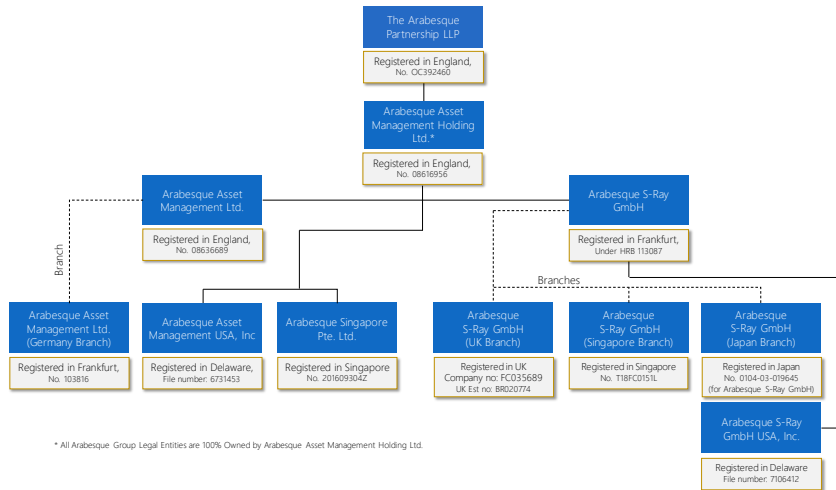 The Arabesque
Partnership LLP
Registered in England,
No. OC392460
Arabesque Asset
Management Holding
Ltd.*
Registered in England,
No. 08616956
Arabesque Asset
Management Ltd.
Registered in England,
No. 08636689
Arabesque S-Ray
GmbH
Registered in Frankfurt,
Under HRB 113087
Branch
Branches
Arabesque Asset
Management Ltd.
(Germany Branch)
Registered in Frankfurt,
No. 103816
Arabesque Asset
Management USA, Inc
Registered in Delaware,
File number: 6731453
Arabesque Singapore
Pte. Ltd.
Registered in Singapore
No. 201609304Z
Arabesque
S-Ray GmbH
(UK Branch)
Registered in UK
Company no: FC035689
UK Est no: BR020774
Arabesque
S-Ray GmbH
(Singapore Branch)
Registered in Singapore
No. T18FC0151L
Arabesque
S-Ray GmbH
(Japan Branch)
Registered in Japan
No. 0104-03-019645
(for Arabesque S-Ray GmbH)
Arabesque S-Ray
GmbH USA, Inc.
Registered in Delaware
File number: 7106412
* All Arabesque Group Legal Entities are 100% Owned by Arabesque Asset Management Holding Ltd.